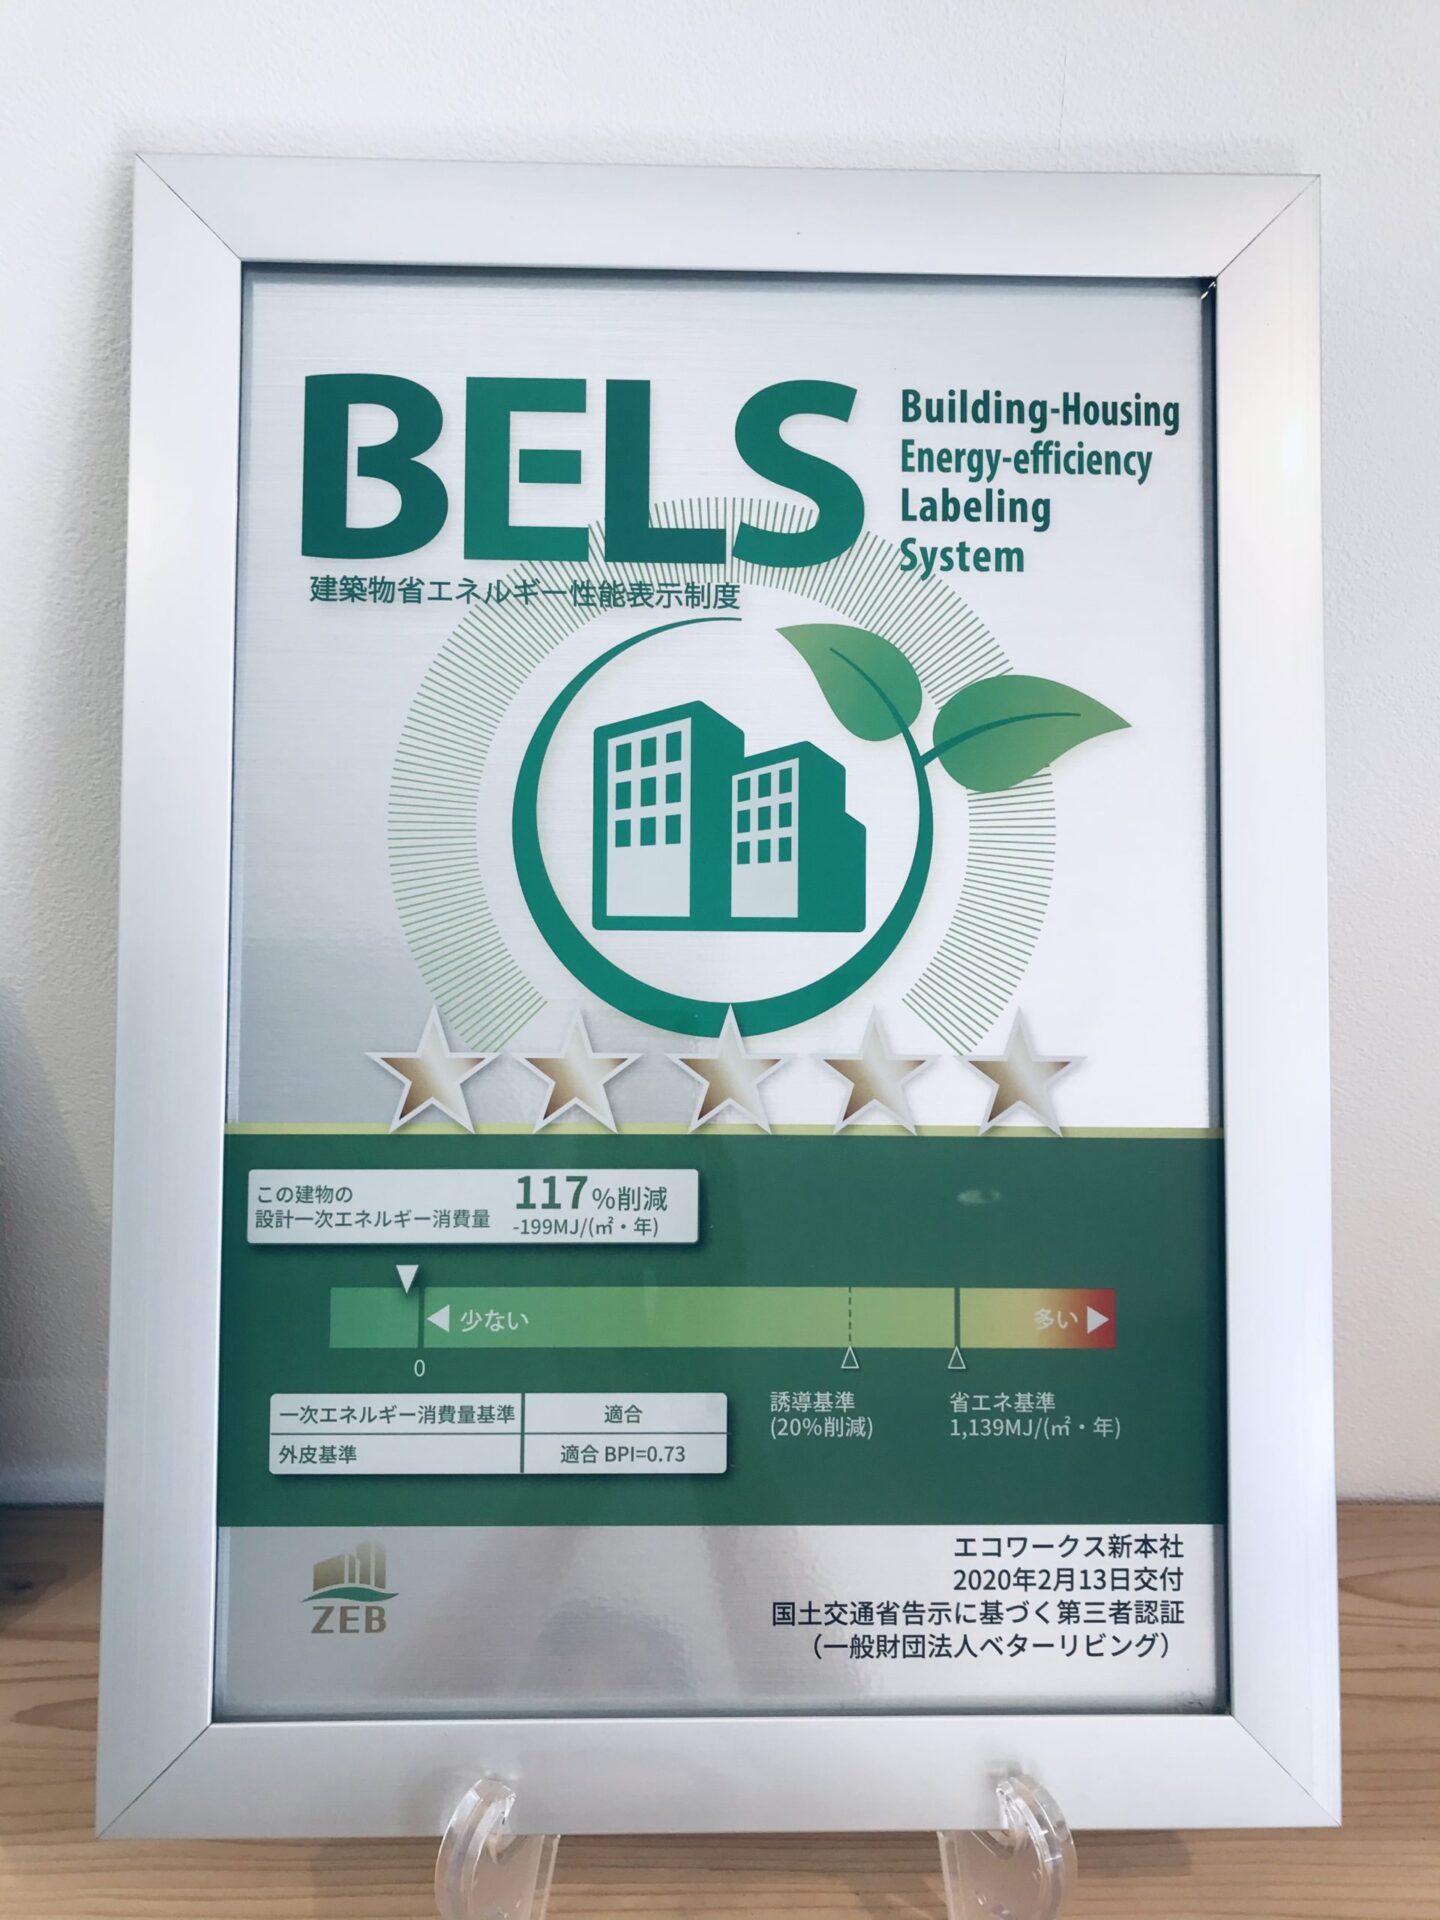 BELS
Building-Housing
Energy-efficiency
Labeling
System
建築物省エネルギー性能表示制度
この建物の
設計一次エネルギー消費量
117%削減
-199MJ/(㎡・年)
少ない
多い
0
誘導基準
(20%削減)
省エネ基準
1,139MJ/(㎡・年)
一次エネルギー消費量基準 適合
外皮基準 適合 BPI=0.73
ZEB
エコワークス新本社
2020年2月13日交付
国土交通省告示に基づく第三者認証
（一般財団法人ベターリビング）